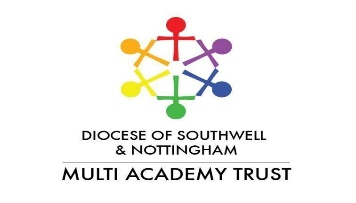 DIOCESE OF SOUTHWELL
& NOTTINGHAM
MULTI ACADEMY TRUST